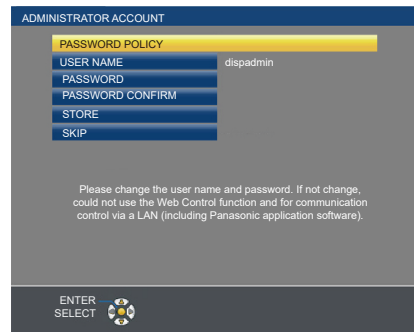 ADMINISTRATOR ACCOUNT
PASSWORD POLICY
USER NAME dispadmin
PASSWORD
PASSWORD CONFIRM
STORE
SKIP
Please change the user name and password. If not change,
could not use the Web Control function and for communication
control via a LAN (including Panasonic application software).
ENTER
SELECT